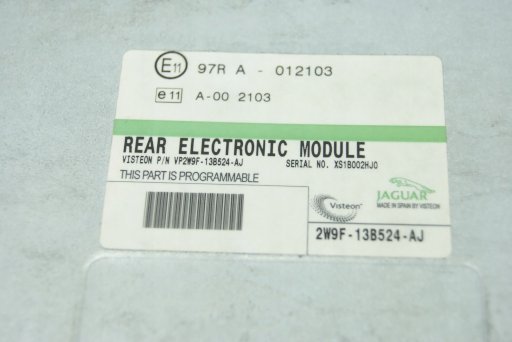 E11 97R A - 012103
e11 A-00 2103
REAR ELECTRONIC MODULE
VISTEON P/N VP2W9F-13B524-AJ SERIAL NO. XS1B002HJ0
THIS PART IS PROGRAMMABLE
Visteon
JAGUAR
MADE IN SPAIN BY VISTEON
2W9F-13B524-AJ